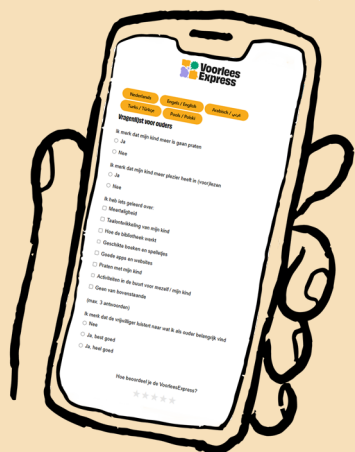 Voorlees
Express
Nederlands
Engels / English
Arabisch / عربي
Turks / Türkçe
Pools / Polski
Vragenlijst voor ouders
Ik merk dat mijn kind meer is gaan praten
Ja
Nee
Ik merk dat mijn kind meer plezier heeft in (voor)lezen
Ja
Nee
Ik heb iets geleerd over:
Meertaligheid
Taalontwikkeling van mijn kind
Hoe de bibliotheek werkt
Geschikte boeken en spelletjes
Goede apps en websites
Praten met mijn kind
Activiteiten in de buurt voor mezelf / mijn kind
Geen van bovenstaande
(max. 3 antwoorden)
Ik merk dat de vrijwilliger luistert naar wat ik als ouder belangrijk vind
Nee
Ja, best goed
Ja, heel goed
Hoe beoordeel je de VoorleesExpress?